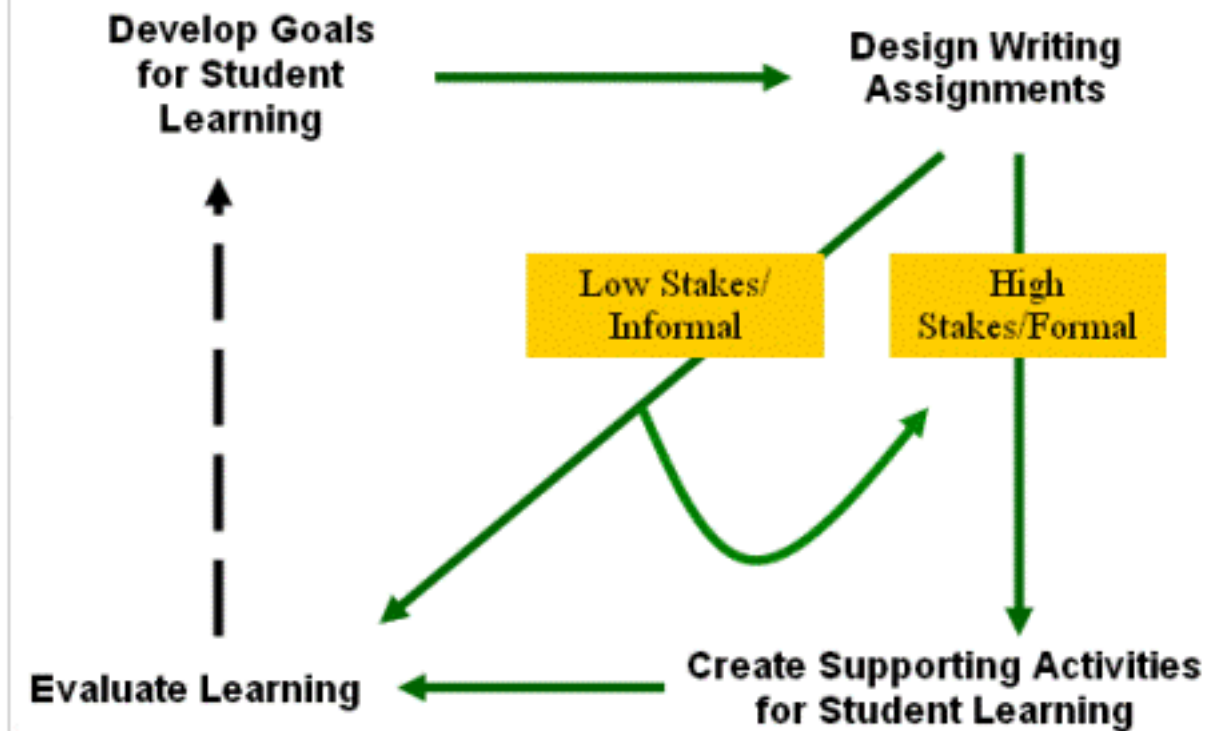 Develop Goals
for Student
Learning
Design Writing
Assignments
Low Stakes/
Informal
High
Stakes/Formal
Evaluate Learning
Create Supporting Activities
for Student Learning